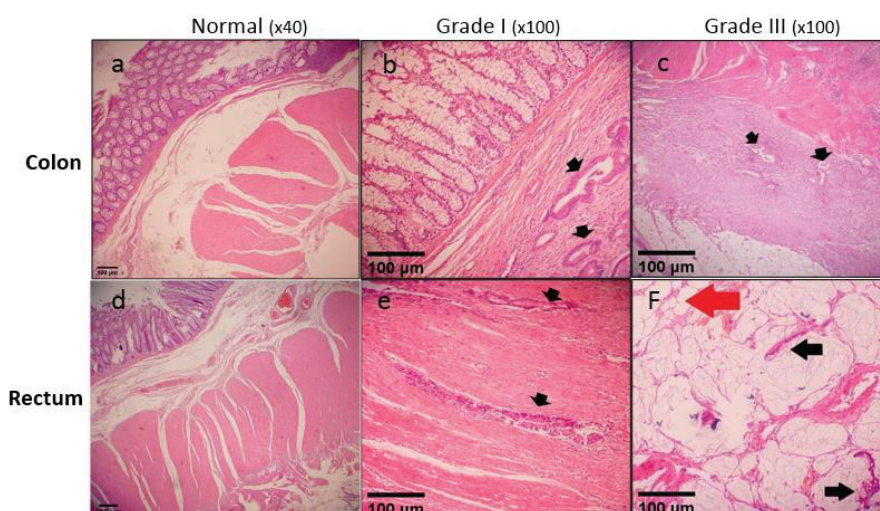 Normal (x40) Grade I (x100) Grade III (x100)
a b c
Colon
100 µm 100 µm 100 µm
d e F
Rectum
100 µm 100 µm